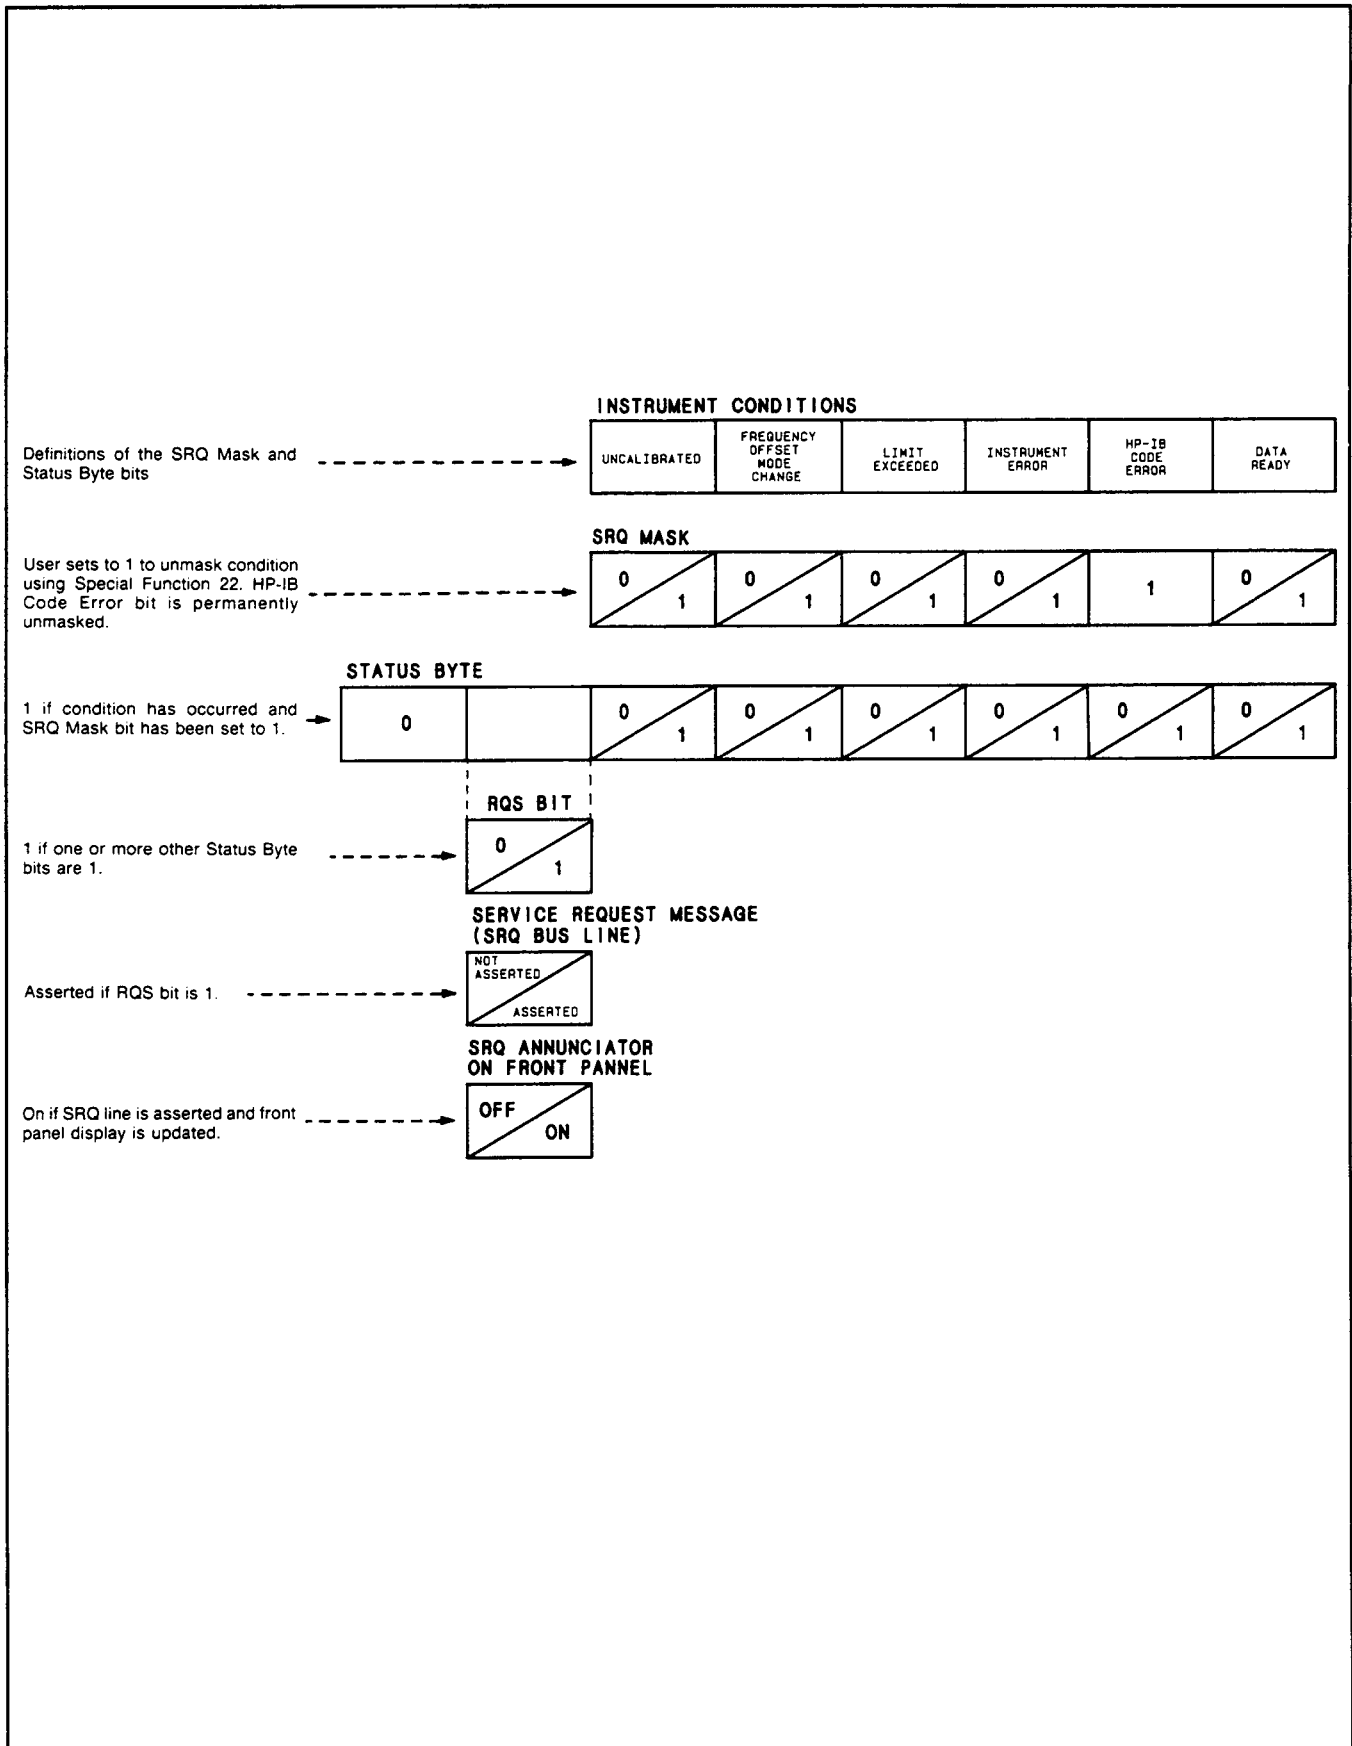 INSTRUMENT CONDITIONS
Definitions of the SRQ Mask and
Status Byte bits
UNCALIBRATED
FREQUENCY
OFFSET
MODE
CHANGE
LIMIT
EXCEEDED
INSTRUMENT
ERROR
HP-IB
CODE
ERROR
DATA
READY
SRQ MASK
User sets to 1 to unmask condition
using Special Function 22. HP-IB
Code Error bit is permanently
unmasked.
0 1 0 1 0 1 0 1 1 0 1
STATUS BYTE
1 if condition has occurred and
SRQ Mask bit has been set to 1.
0 0 1 0 1 0 1 0 1 0 1 0 1
RQS BIT
1 if one or more other Status Byte
bits are 1.
0
1
SERVICE REQUEST MESSAGE
(SRQ BUS LINE)
Asserted if RQS bit is 1.
NOT
ASSERTED
ASSERTED
SRQ ANNUNCIATOR
ON FRONT PANNEL
On if SRQ line is asserted and front
panel display is updated.
OFF
ON